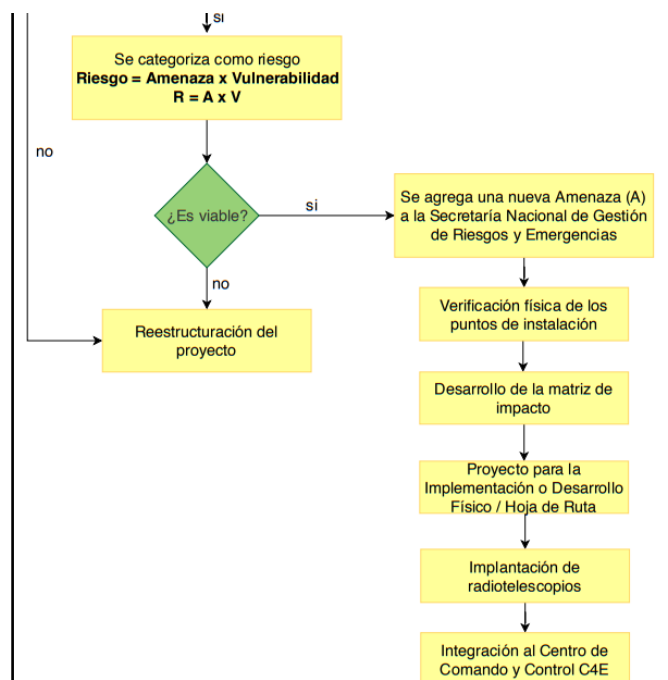 si
Se categoriza como riesgo
Riesgo = Amenaza x Vulnerabilidad
R = A x V
no
¿Es viable?
si
Se agrega una nueva Amenaza (A)
a la Secretaría Nacional de Gestión
de Riesgos y Emergencias
no
Verificación física de los
puntos de instalación
Reestructuración del
proyecto
Desarrollo de la matriz de
impacto
Proyecto para la
Implementación o Desarrollo
Físico / Hoja de Ruta
Implantación de
radiotelescopios
Integración al Centro de
Comando y Control C4E